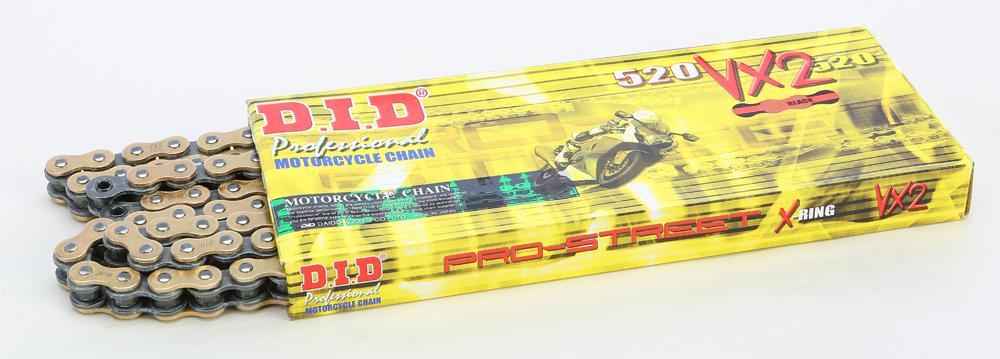 D.I.D®
Professional
MOTORCYCLE CHAIN
520 VX2 520
BLACK
MOTORCYCLE CHAIN
D.I.D
Professional
MOTORCYCLE CHAIN
PRO-STREET X-RING VX2